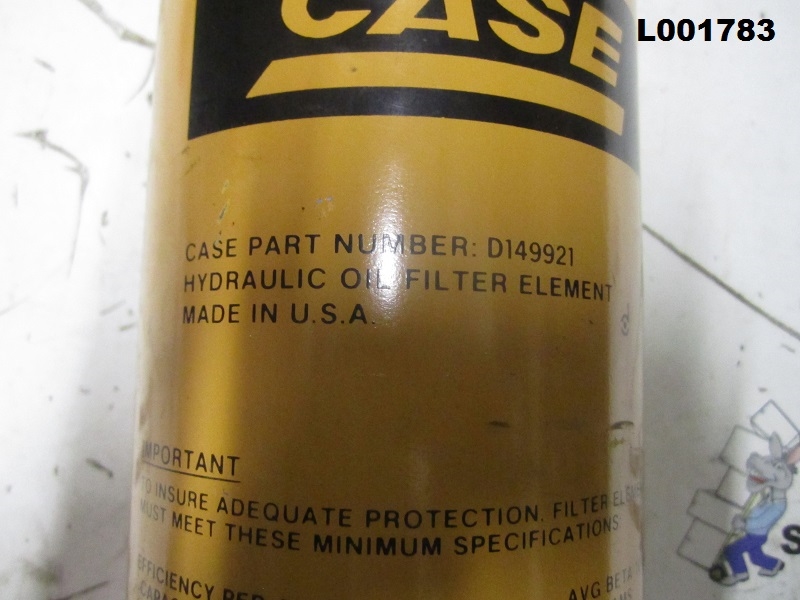 CASE
L001783
CASE PART NUMBER: D149921
HYDRAULIC OIL FILTER ELEMENT
MADE IN U.S.A.
IMPORTANT
TO INSURE ADEQUATE PROTECTION, FILTER
MUST MEET THESE MINIMUM SPECIFICATIONS
EFFICIENCY AVG BETA
S